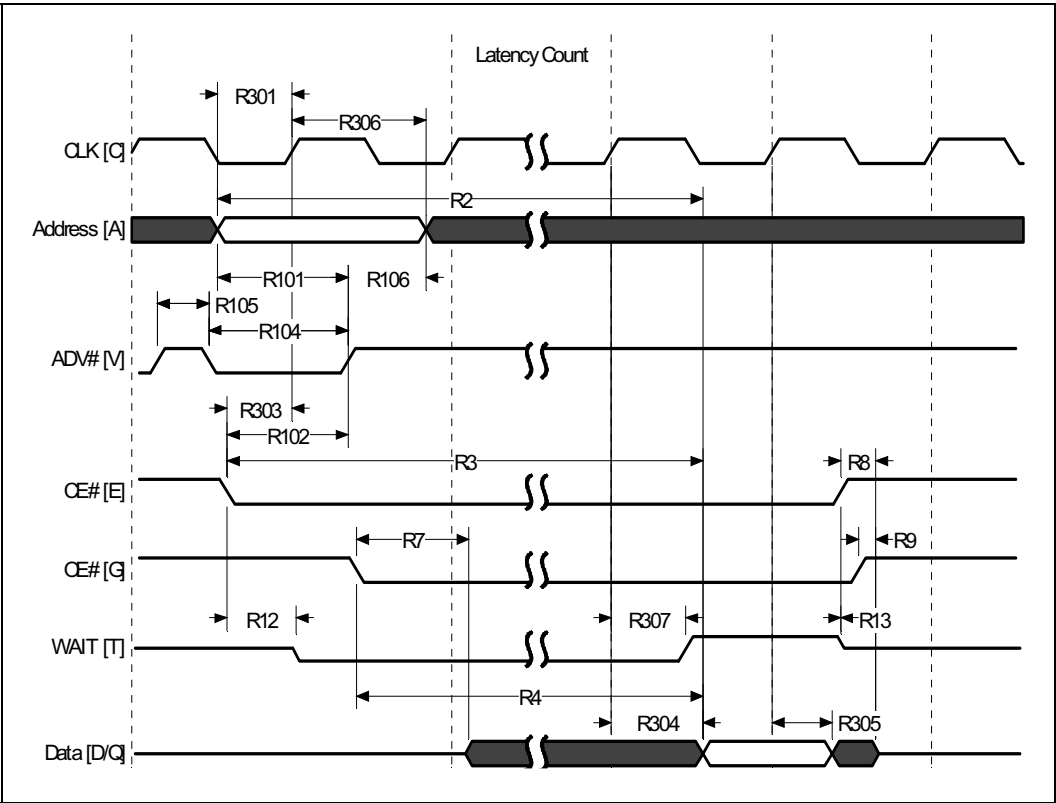 Latency Count
R301
R306
CLK [C]
R2
Address [A]
R101
R106
R105
R104
ADV# [V]
R303
R102
R3
R8
CE# [E]
R7
R9
OE# [G]
R12
R307
R13
WAIT [T]
R4
R304
R305
Data [D/Q]